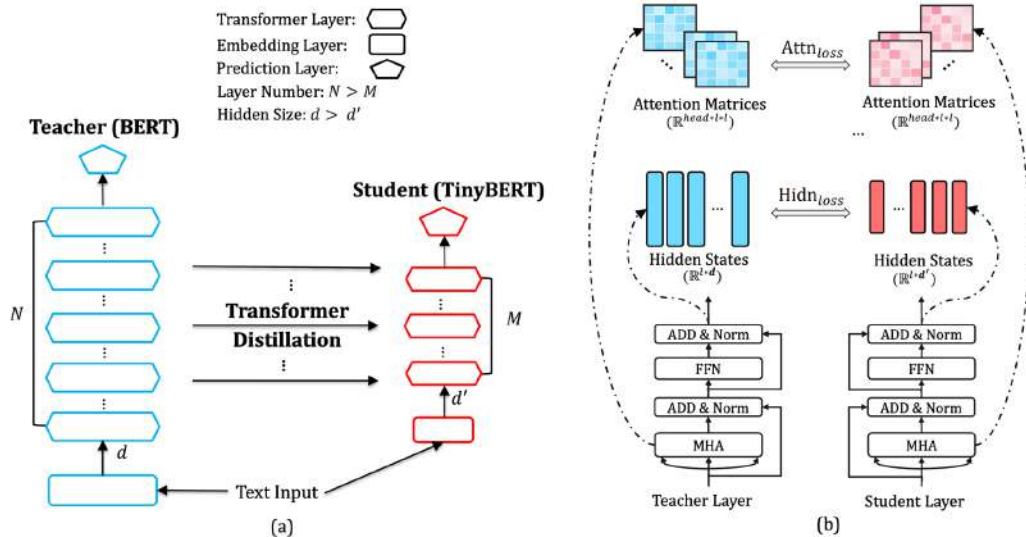 Transformer Layer:
Embedding Layer:
Prediction Layer:
Layer Number: N > M
Hidden Size: d > d'
Teacher (BERT)
Student (TinyBERT)
N
...
...
...
...
...
Transformer
Distillation
...
...
...
M
d
d'
Text Input
(a)
...
...
Attn_loss
Attention Matrices
(ℝ^{head*l*l})
Attention Matrices
(ℝ^{head*l*l})
...
...
Hidn_loss
...
Hidden States
(ℝ^{l*d})
Hidden States
(ℝ^{l*d'})
ADD & Norm
FFN
ADD & Norm
MHA
Teacher Layer
ADD & Norm
FFN
ADD & Norm
MHA
Student Layer
(b)